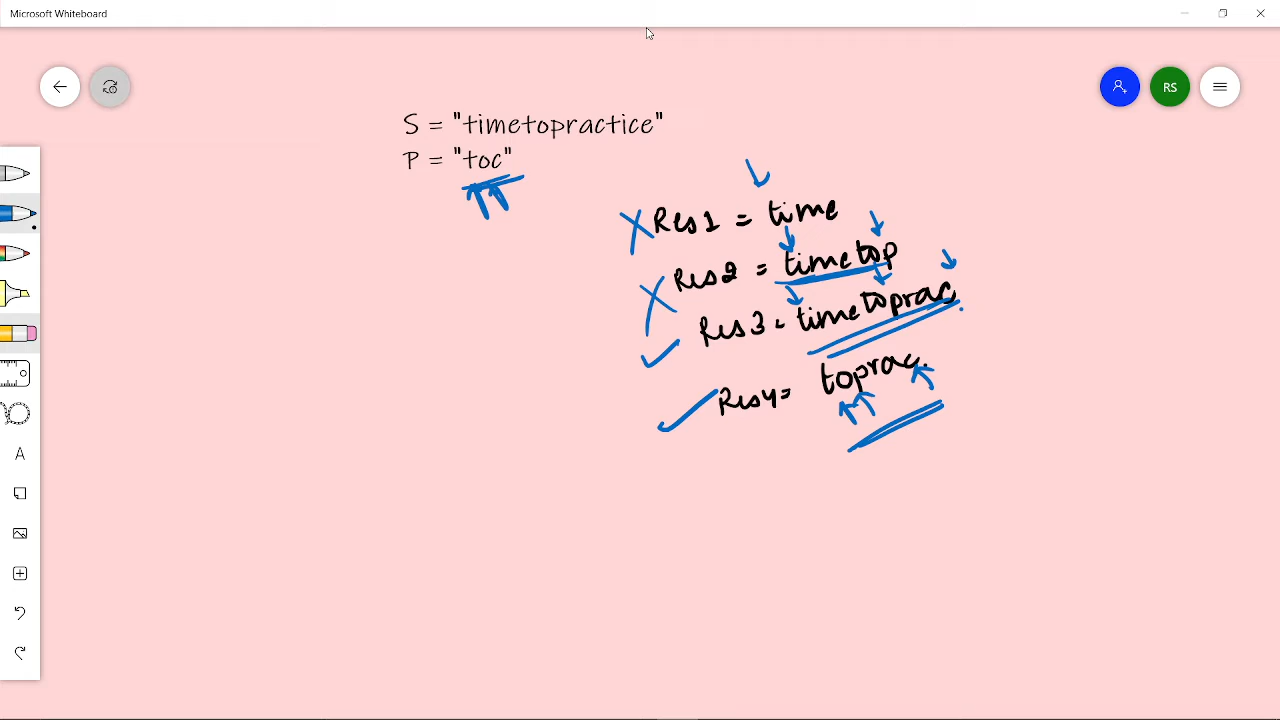 Microsoft Whiteboard
RS
S = "timetopractice"
P = "toc"
Res1 = time
Res2 = timetop
Res3 = timetoprac
Res4 = toprac.
A